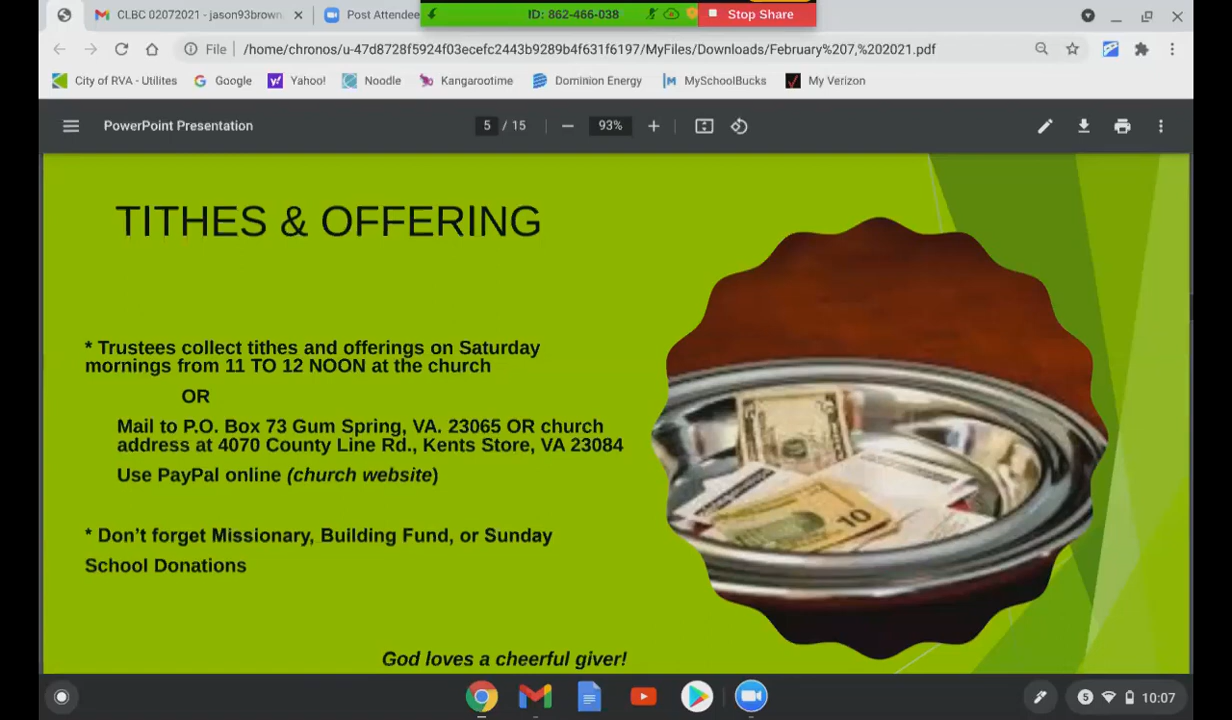 CLBC 02072021 - jason93brown
Post Attendee
ID: 862-466-038
Stop Share
File
/home/chronos/u-47d8728f5924f03ecefc2443b9289b4f631f6197/MyFiles/Downloads/February%207,%202021.pdf
City of RVA - Utilites
Google
Yahoo!
Noodle
Kangarootime
Dominion Energy
MySchoolBucks
My Verizon
PowerPoint Presentation
5 / 15
93%
TITHES & OFFERING
* Trustees collect tithes and offerings on Saturday
mornings from 11 TO 12 NOON at the church
OR
Mail to P.O. Box 73 Gum Spring, VA. 23065 OR church
address at 4070 County Line Rd., Kents Store, VA 23084
Use PayPal online (church website)
* Don't forget Missionary, Building Fund, or Sunday
School Donations
10
God loves a cheerful giver!
5
10:07